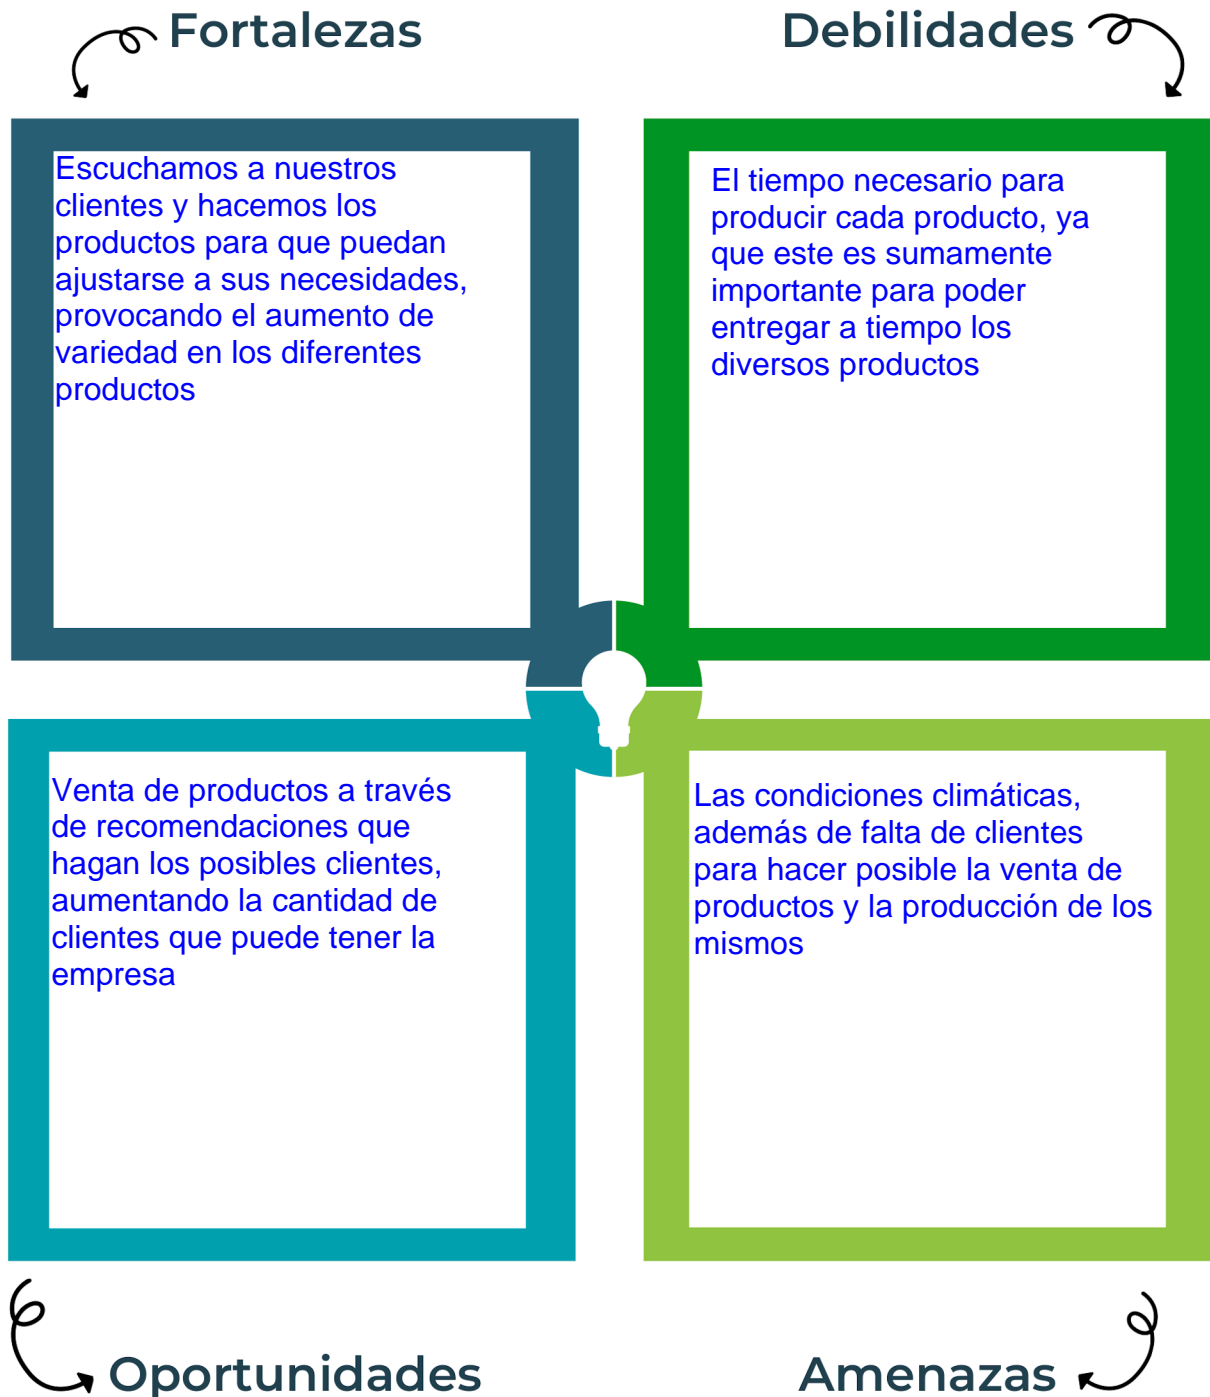 Fortalezas
Escuchamos a nuestros
clientes y hacemos los
productos para que puedan
ajustarse a sus necesidades,
provocando el aumento de
variedad en los diferentes
productos
Debilidades
El tiempo necesario para
producir cada producto, ya
que este es sumamente
importante para poder
entregar a tiempo los
diversos productos
Venta de productos a través
de recomendaciones que
hagan los posibles clientes,
aumentando la cantidad de
clientes que puede tener la
empresa
Oportunidades
Las condiciones climáticas,
además de falta de clientes
para hacer posible la venta de
productos y la producción de los
mismos
Amenazas